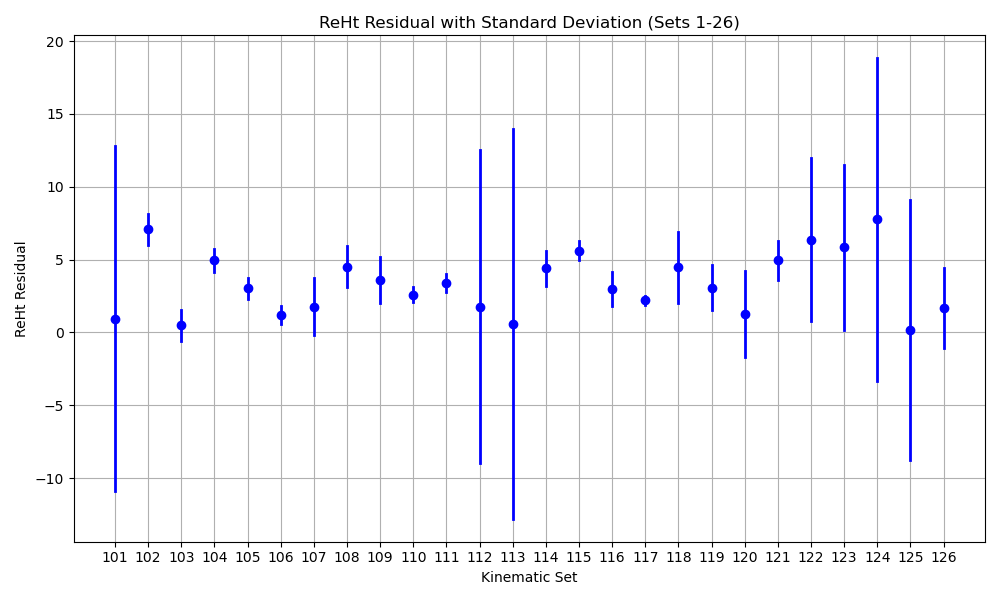 ReHt Residual with Standard Deviation (Sets 1-26)
20
15
10
5
0
−5
−10
ReHt Residual
101 102 103 104 105 106 107 108 109 110 111 112 113 114 115 116 117 118 119 120 121 122 123 124 125 126
Kinematic Set